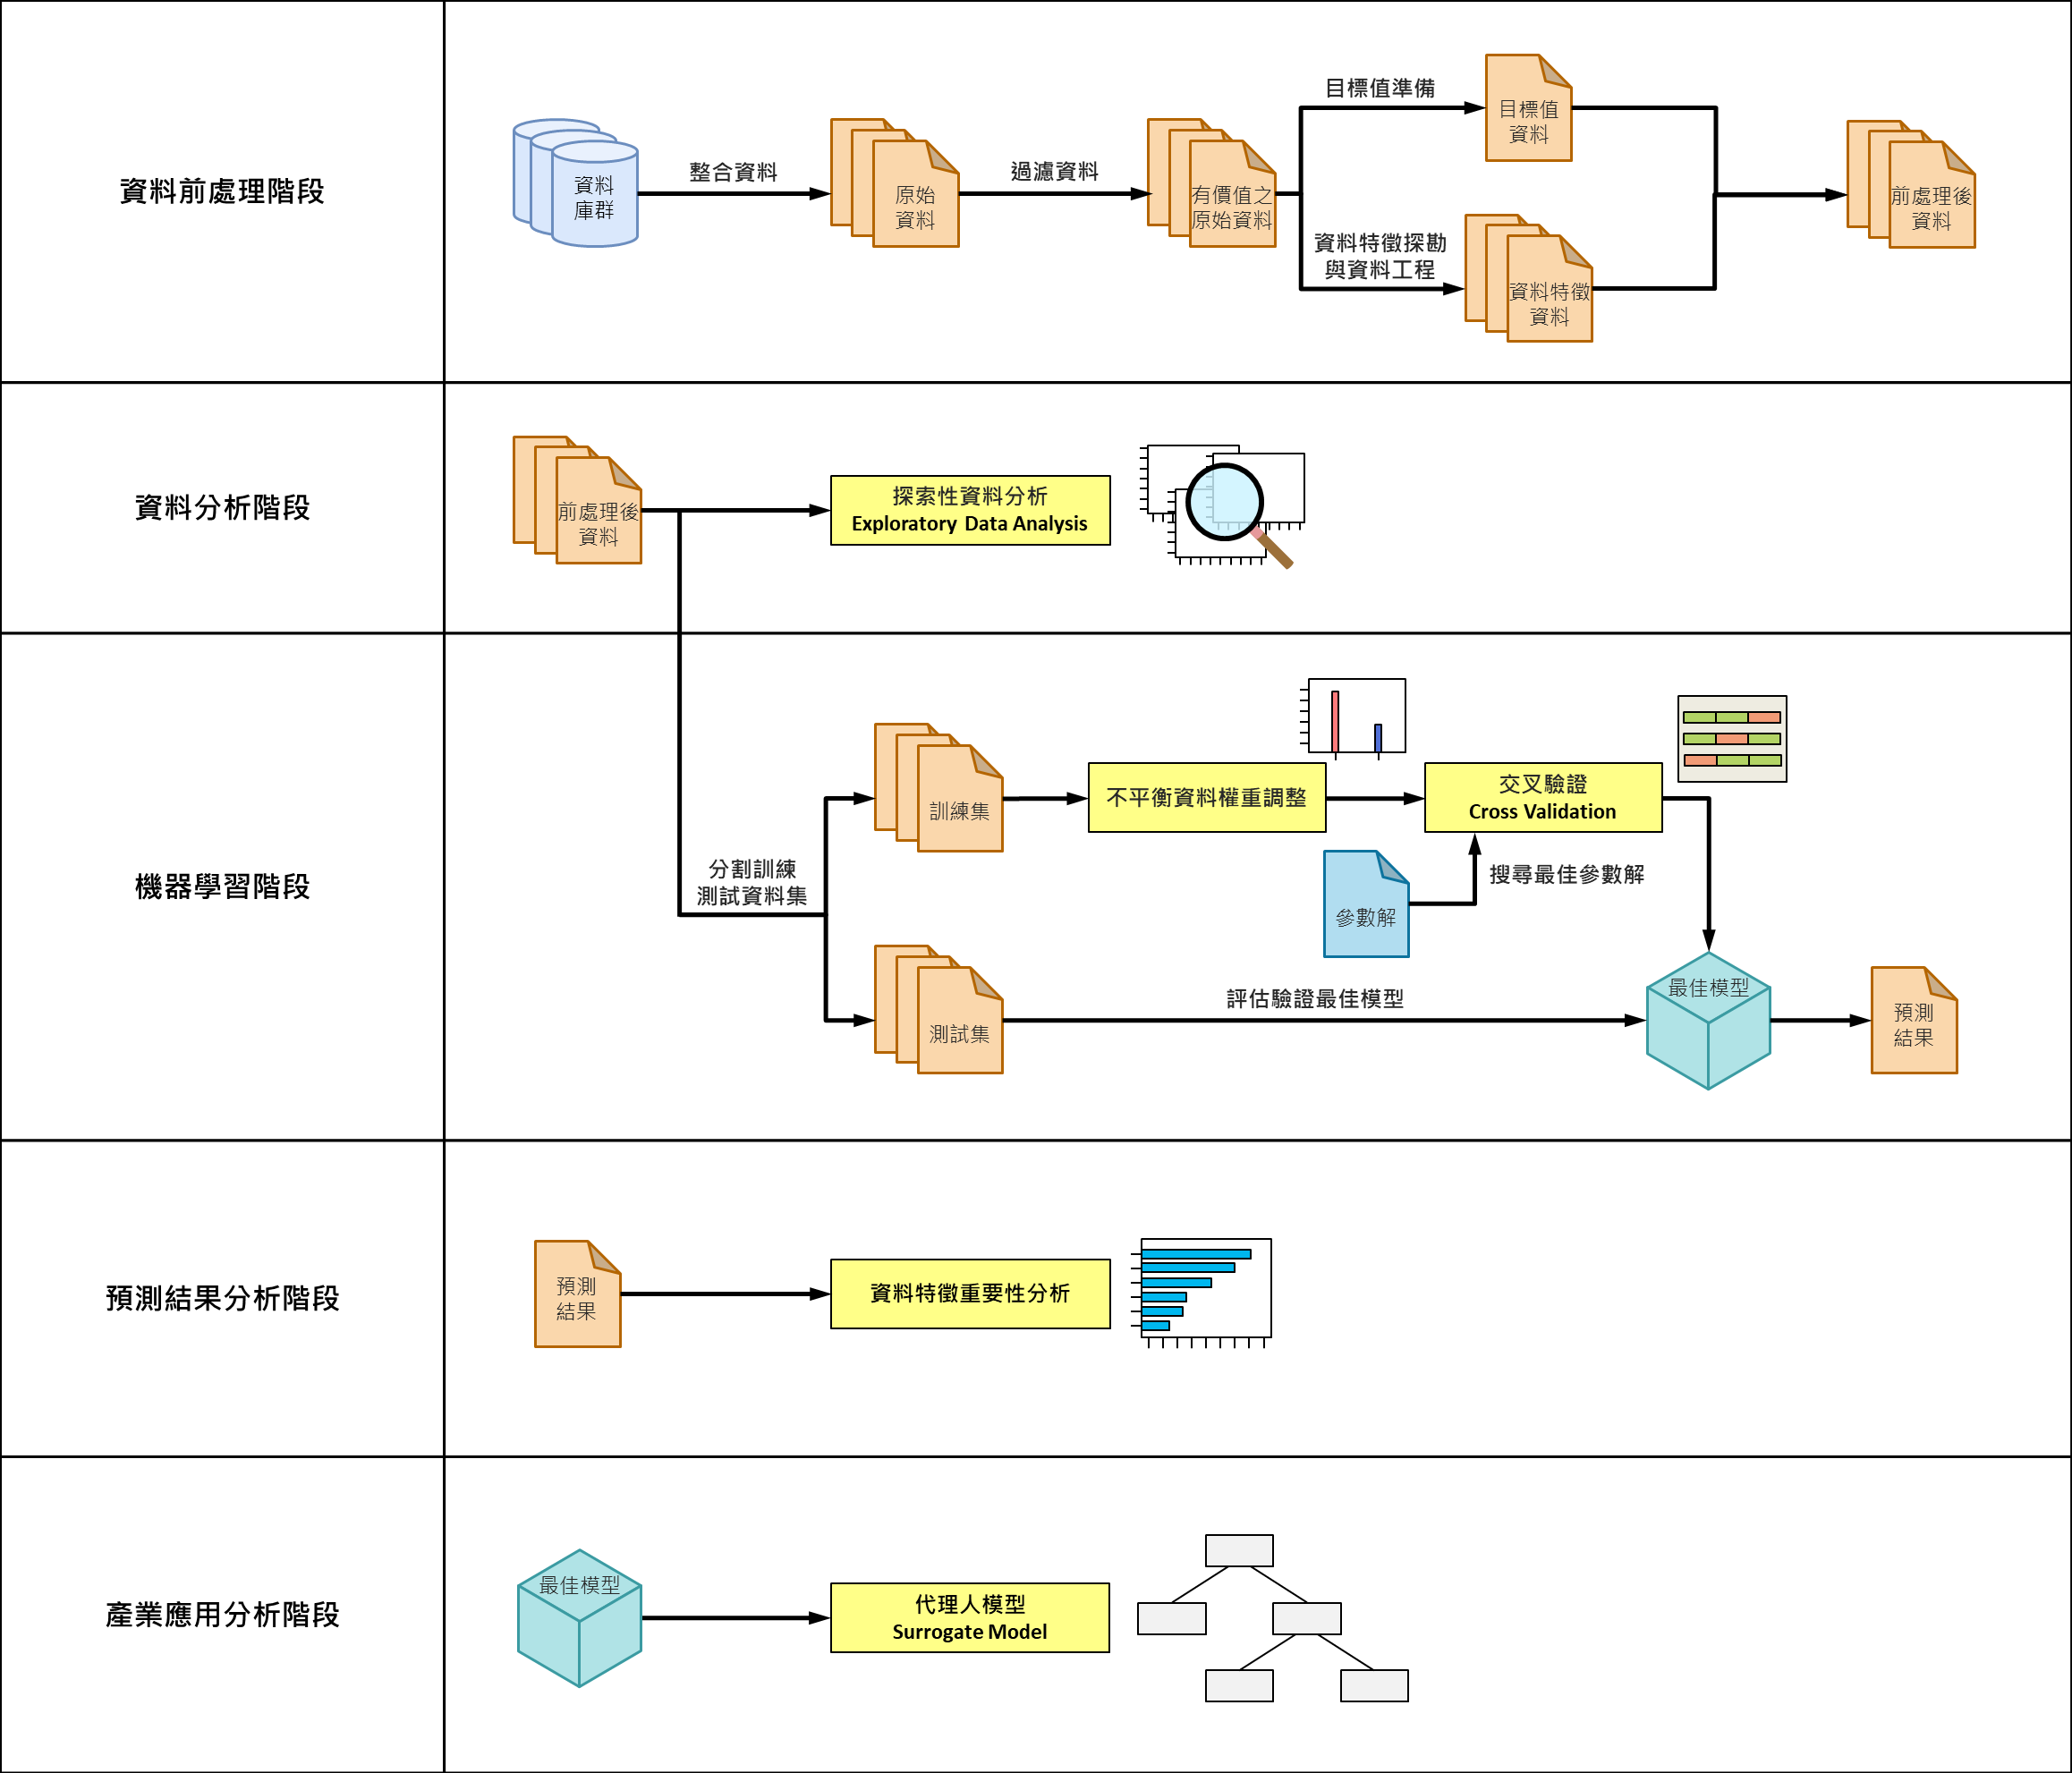 資料前處理階段
資料
庫群
整合資料
原始
資料
過濾資料
有價值之
原始資料
目標值準備
目標值
資料
資料特徵探勘
與資料工程
資料特徵
資料
前處理後
資料
資料分析階段
前處理後
資料
探索性資料分析
Exploratory Data Analysis
機器學習階段
分割訓練
測試資料集
訓練集
不平衡資料權重調整
交叉驗證
Cross Validation
參數解
搜尋最佳參數解
測試集
評估驗證最佳模型
最佳模型
預測
結果
預測結果分析階段
預測
結果
資料特徵重要性分析
產業應用分析階段
最佳模型
代理人模型
Surrogate Model